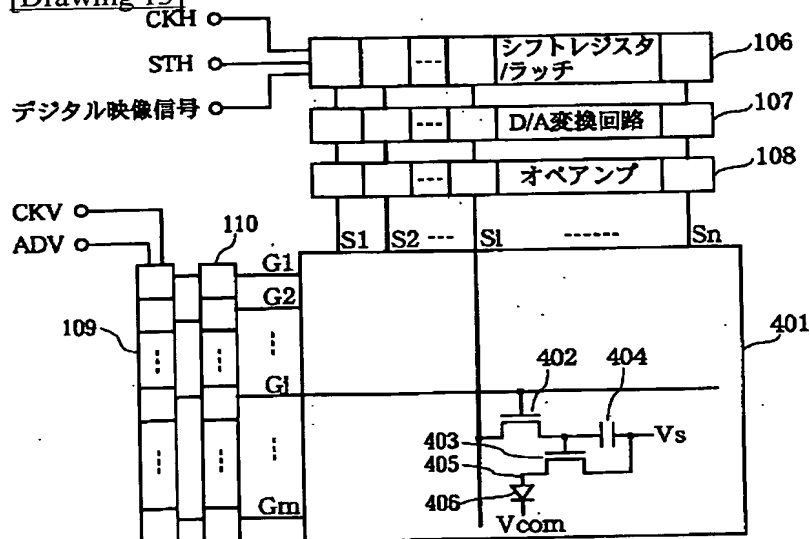 [Drawing 15]
CKH
STH
デジタル映像信号
シフトレジスタ
/ラッチ
106
D/A変換回路
107
オペアンプ
108
CKV
ADV
110
S1 S2 --- Sl ------ Sn
G1
G2
109
401
402 404
Gl
403
Vs
405
406
Gm
Vcom